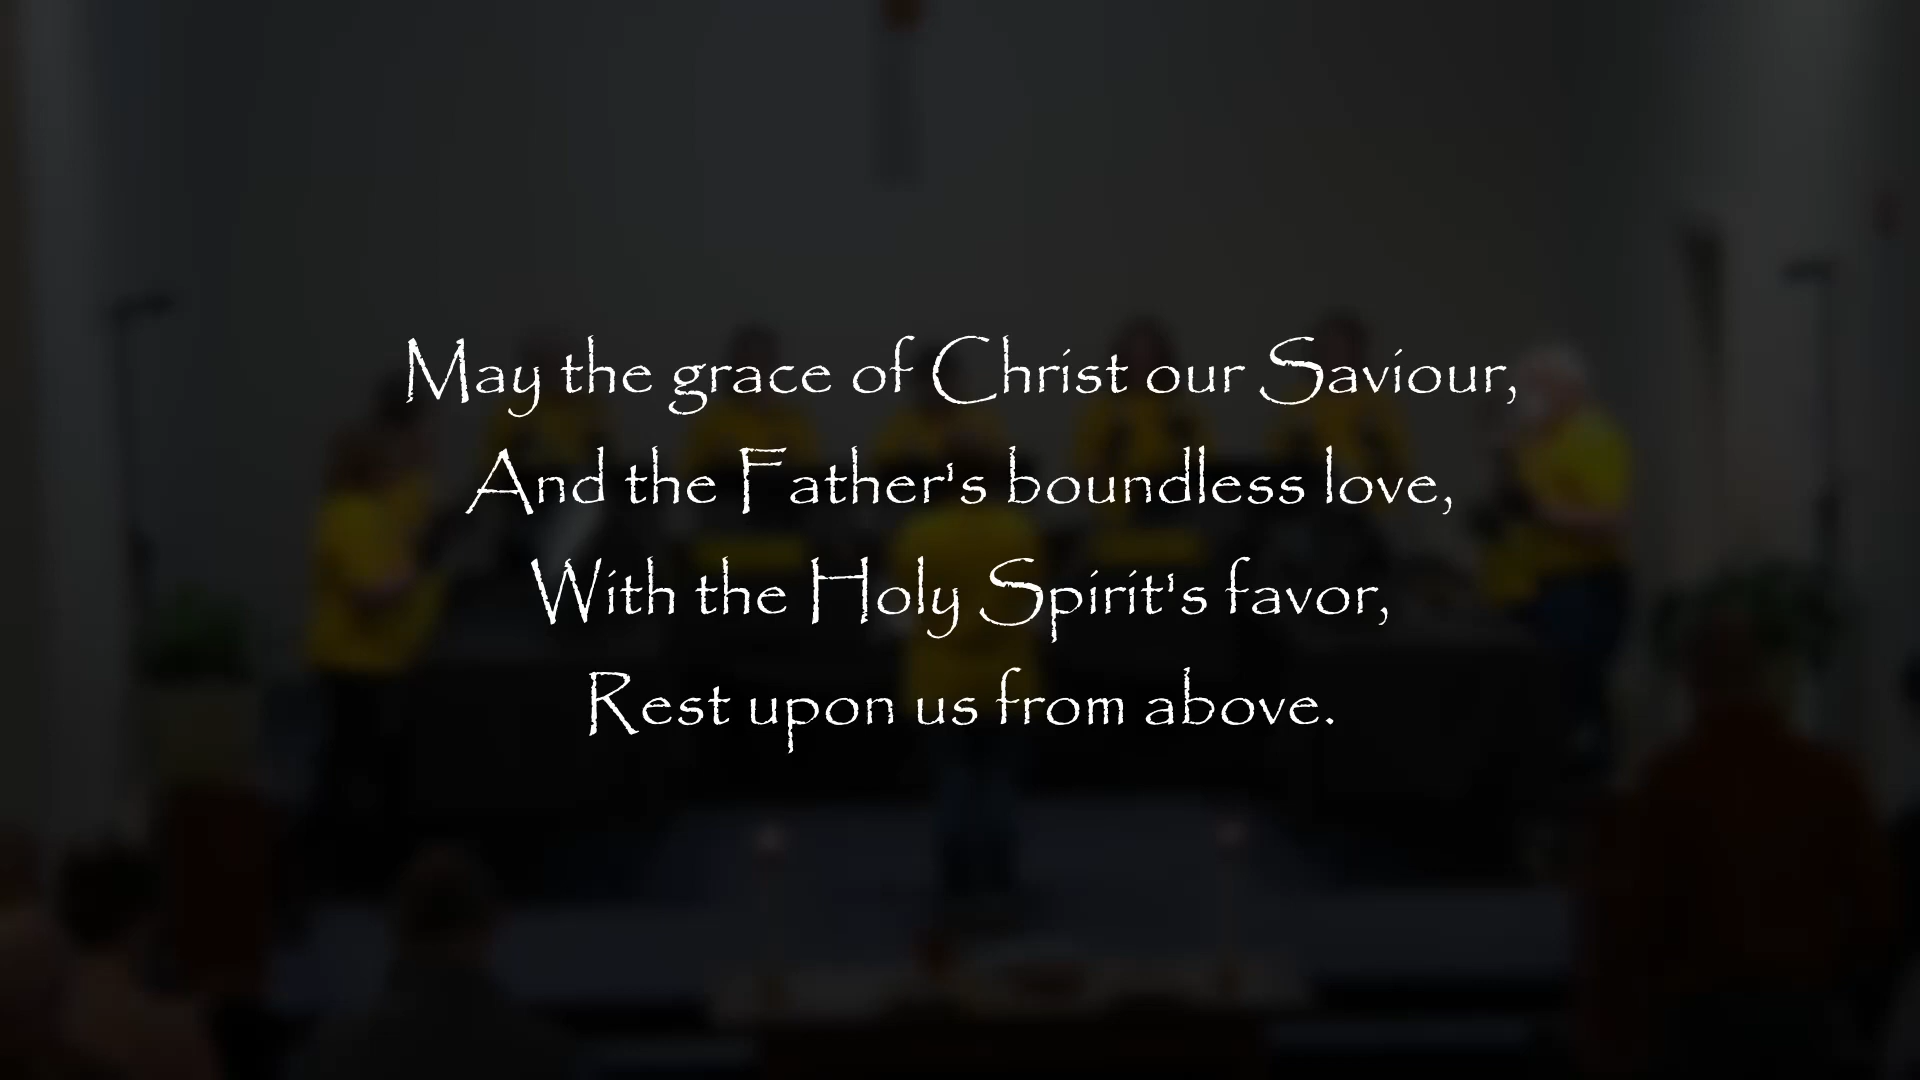 May the grace of Christ our Saviour,
And the Father's boundless love,
With the Holy Spirit's favor,
Rest upon us from above.